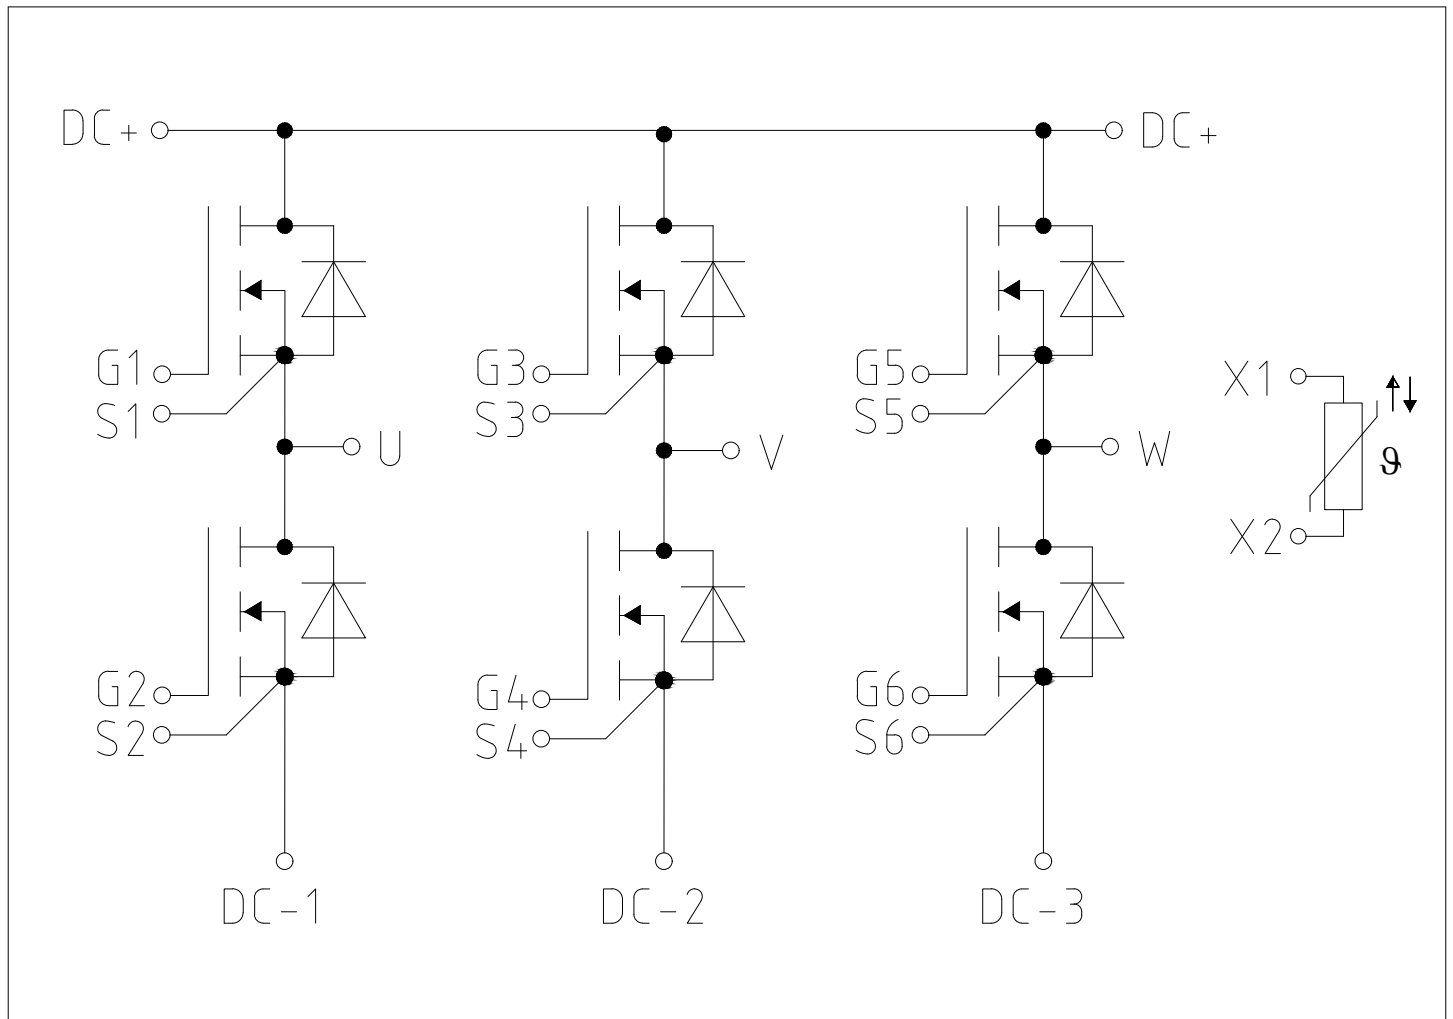 DC+ DC+
G1 G3 G5 X1
S1 S3 S5
U V W ϑ
X2
G2 G4 G6
S2 S4 S6
DC-1 DC-2 DC-3